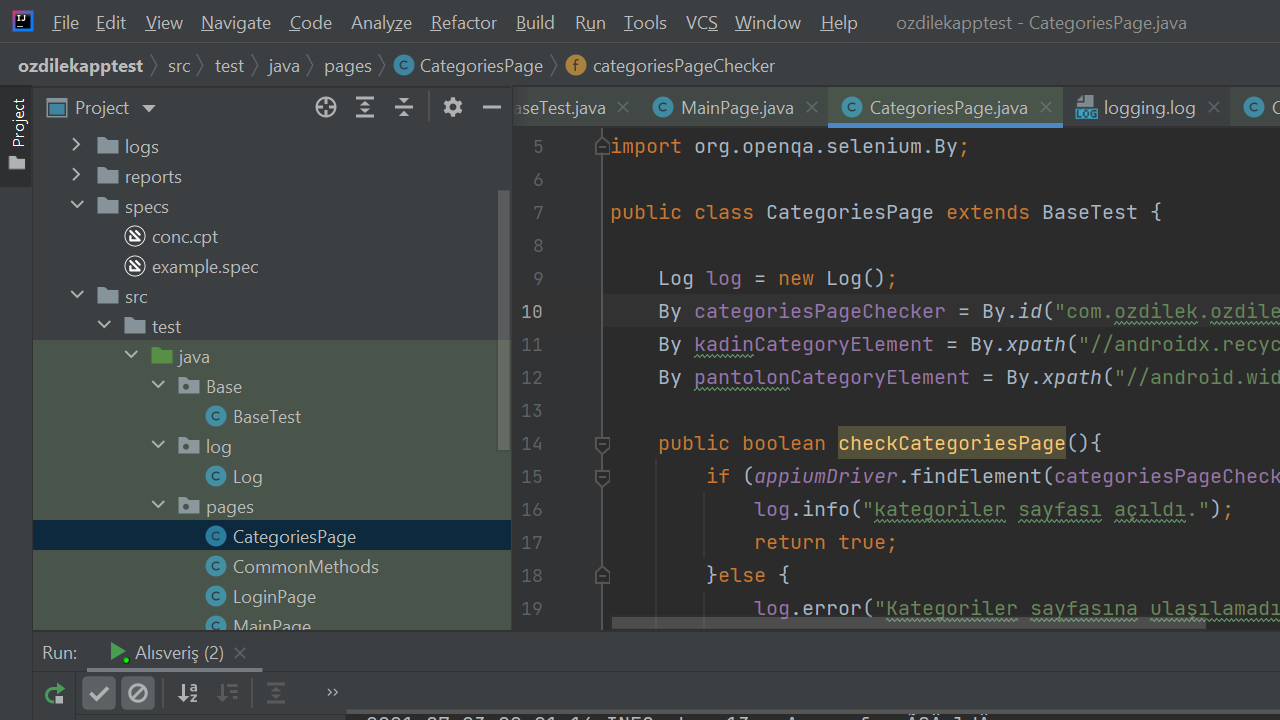 File Edit View Navigate Code Analyze Refactor Build Run Tools VCS Window Help ozdilekapptest - CategoriesPage.java
ozdilekapptest src test java pages CategoriesPage categoriesPageChecker
Project
Project
aseTest.java MainPage.java CategoriesPage.java logging.log
logs
reports
specs
conc.cpt
example.spec
src
test
java
Base
BaseTest
log
Log
pages
CategoriesPage
CommonMethods
LoginPage
MainPage
5 import org.openqa.selenium.By;
6
7 public class CategoriesPage extends BaseTest {
8
9 Log log = new Log();
10 By categoriesPageChecker = By.id("com.ozdilek.ozdile
11 By kadinCategoryElement = By.xpath("//androidx.recyc
12 By pantolonCategoryElement = By.xpath("//android.wid
13
14 public boolean checkCategoriesPage(){
15 if (appiumDriver.findElement(categoriesPageCheck
16 log.info("kategoriler sayfası açıldı.");
17 return true;
18 }else {
19 log.error("Kategoriler sayfasına ulaşılamadı
Run: Alısveriş (2)